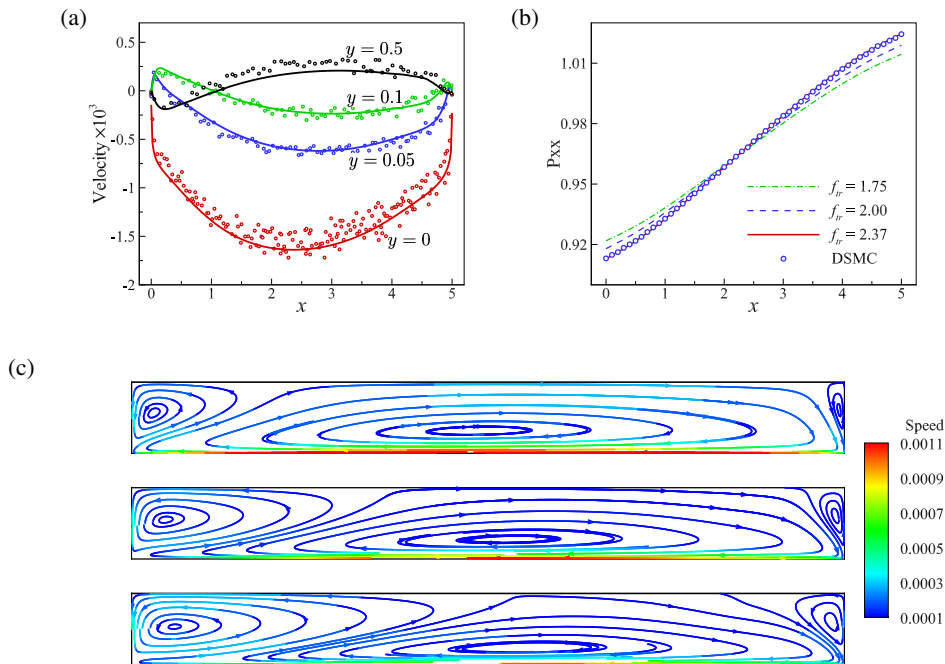 (a)
Velocity ×10³
0.5
0
-0.5
-1
-1.5
-2
0 1 2 3 4 5
x
y = 0.5
y = 0.1
y = 0.05
y = 0
(b)
Pxx
1.01
0.98
0.95
0.92
0 1 2 3 4 5
x
f_tr = 1.75
f_tr = 2.00
f_tr = 2.37
DSMC
(c)
Speed
0.0011
0.0009
0.0007
0.0005
0.0003
0.0001